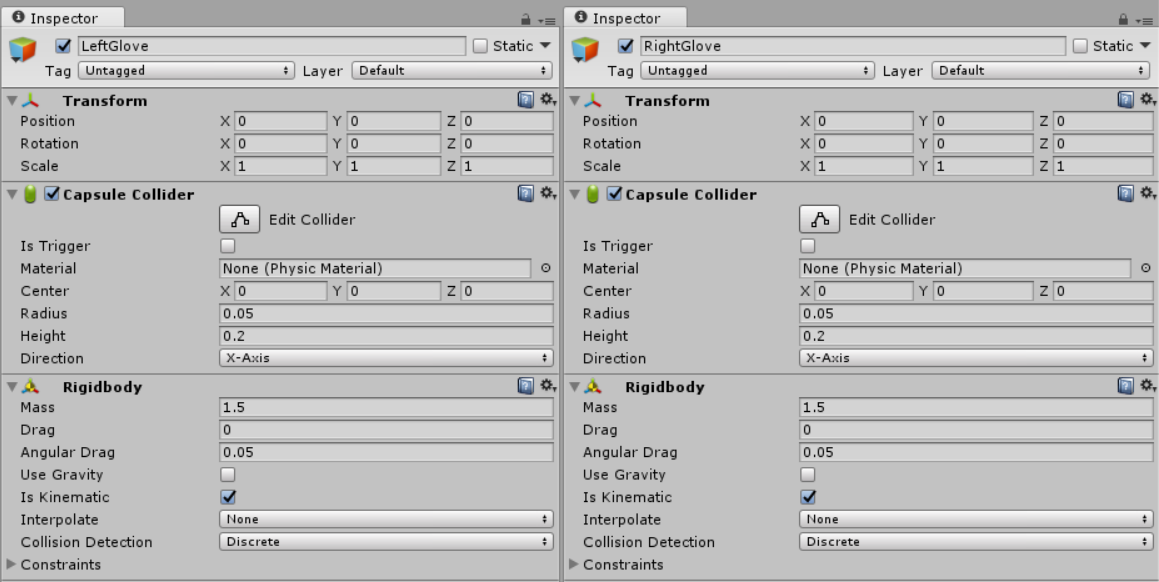 Inspector
LeftGlove Static
Tag Untagged Layer Default
Transform
Position X 0 Y 0 Z 0
Rotation X 0 Y 0 Z 0
Scale X 1 Y 1 Z 1
Capsule Collider
Edit Collider
Is Trigger
Material None (Physic Material)
Center X 0 Y 0 Z 0
Radius 0.05
Height 0.2
Direction X-Axis
Rigidbody
Mass 1.5
Drag 0
Angular Drag 0.05
Use Gravity
Is Kinematic
Interpolate None
Collision Detection Discrete
Constraints
Inspector
RightGlove Static
Tag Untagged Layer Default
Transform
Position X 0 Y 0 Z 0
Rotation X 0 Y 0 Z 0
Scale X 1 Y 1 Z 1
Capsule Collider
Edit Collider
Is Trigger
Material None (Physic Material)
Center X 0 Y 0 Z 0
Radius 0.05
Height 0.2
Direction X-Axis
Rigidbody
Mass 1.5
Drag 0
Angular Drag 0.05
Use Gravity
Is Kinematic
Interpolate None
Collision Detection Discrete
Constraints